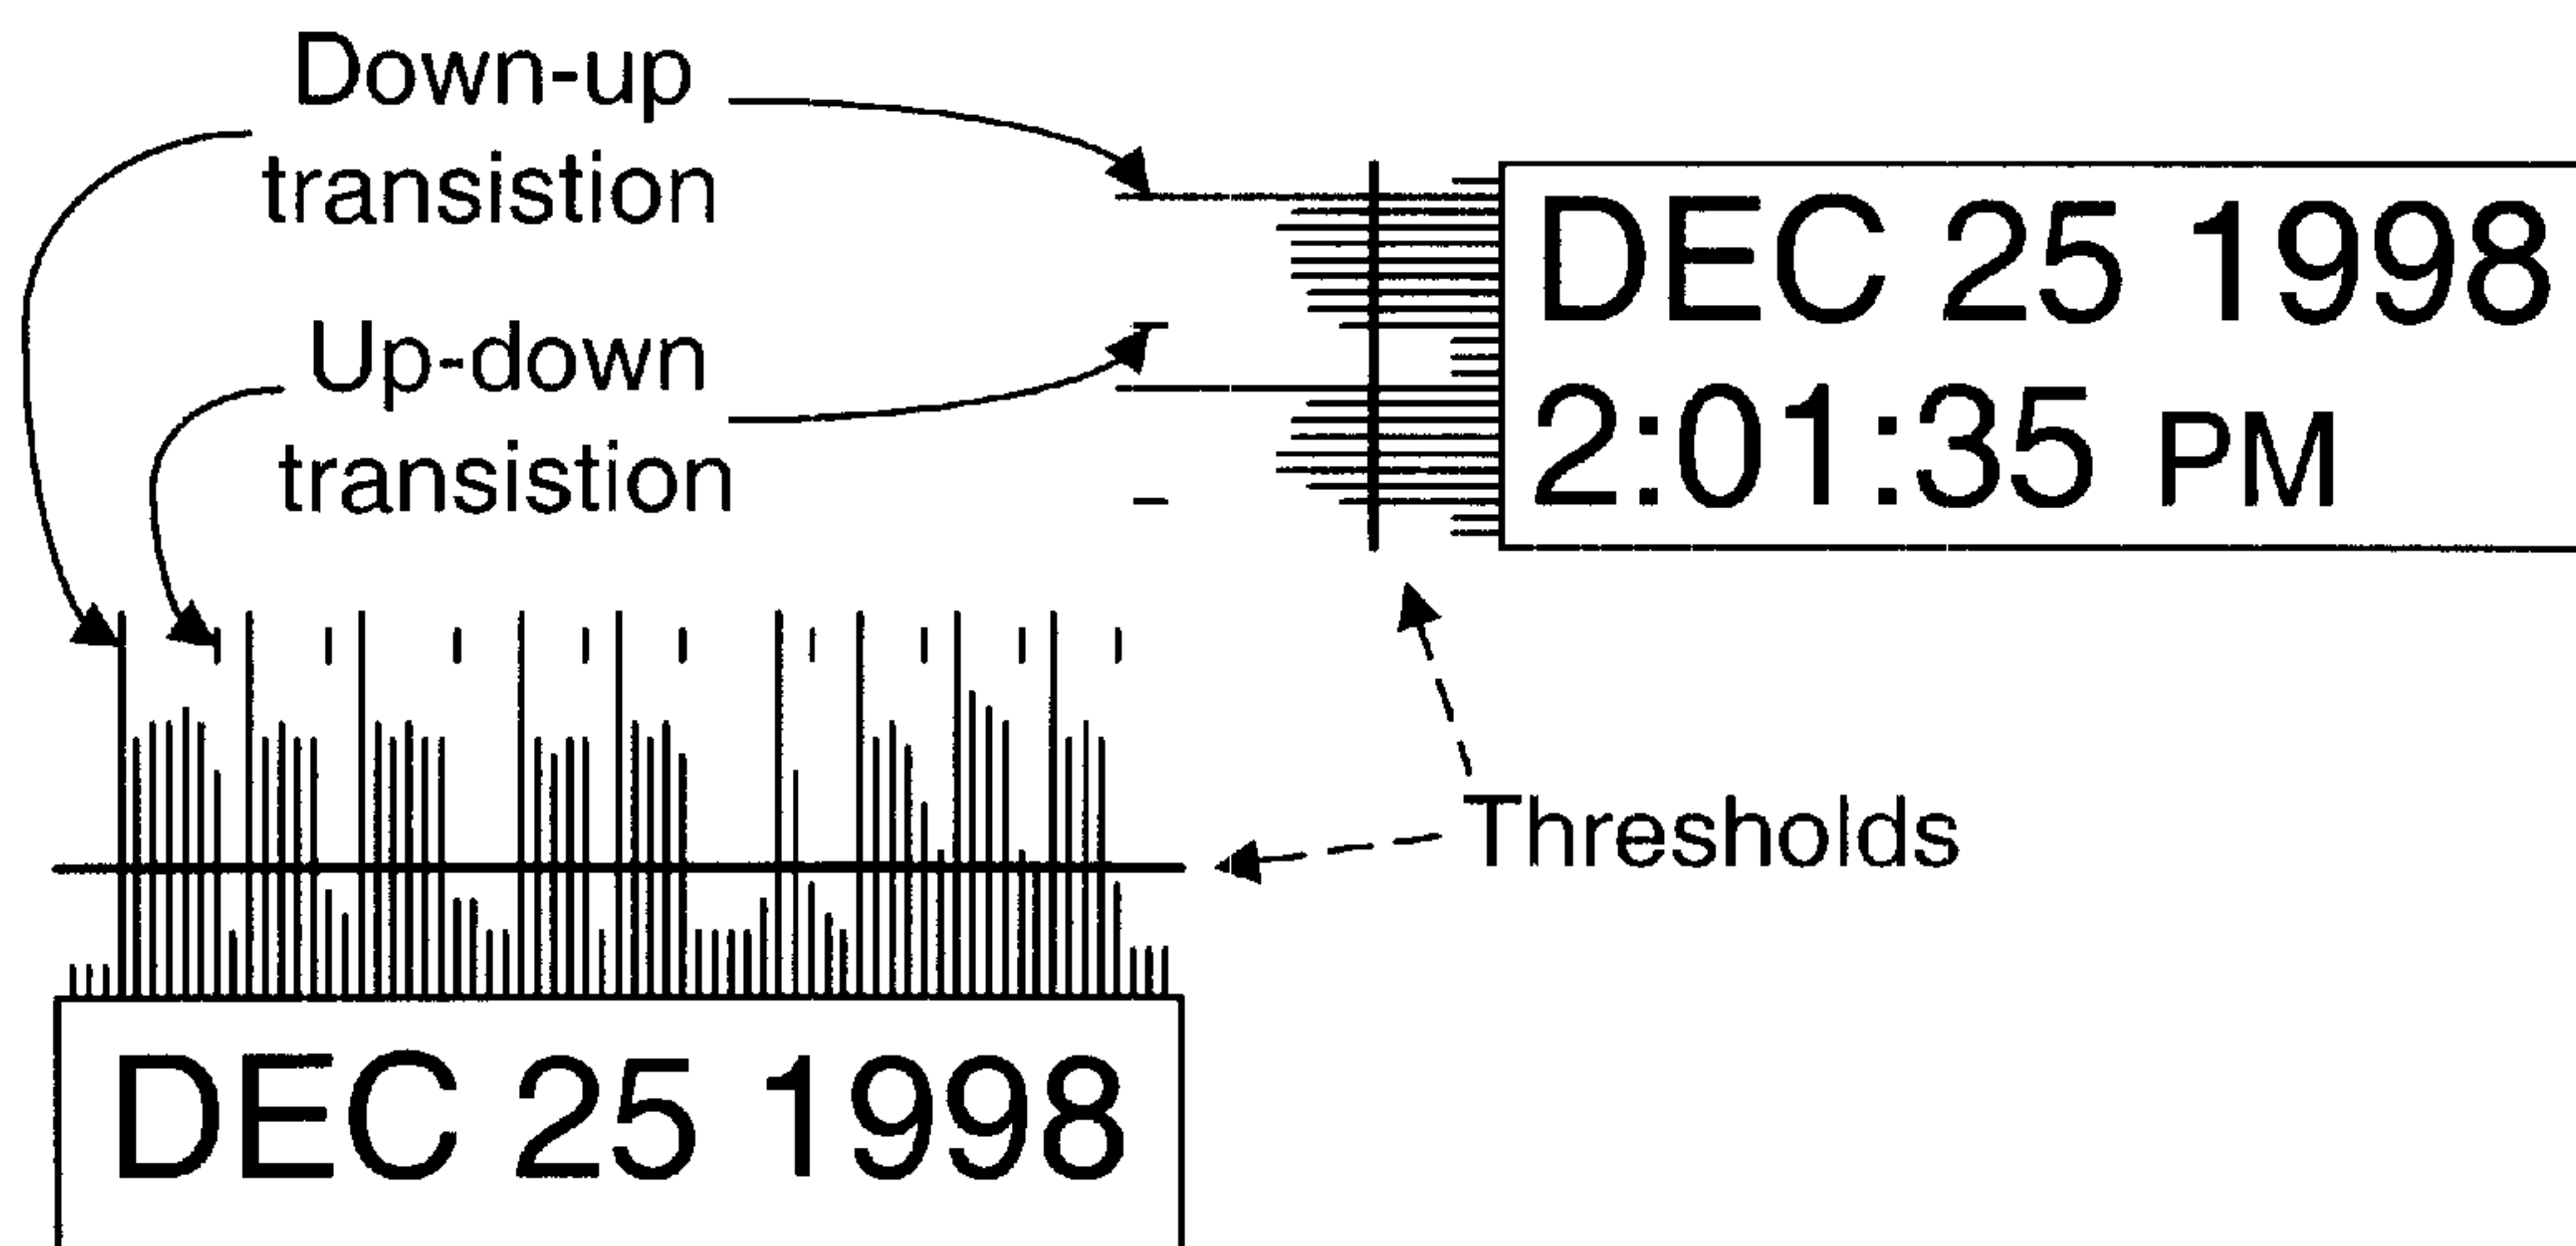 Down-up
transistion
Up-down
transistion
DEC 25 1998
2:01:35 PM
Thresholds
DEC 25 1998